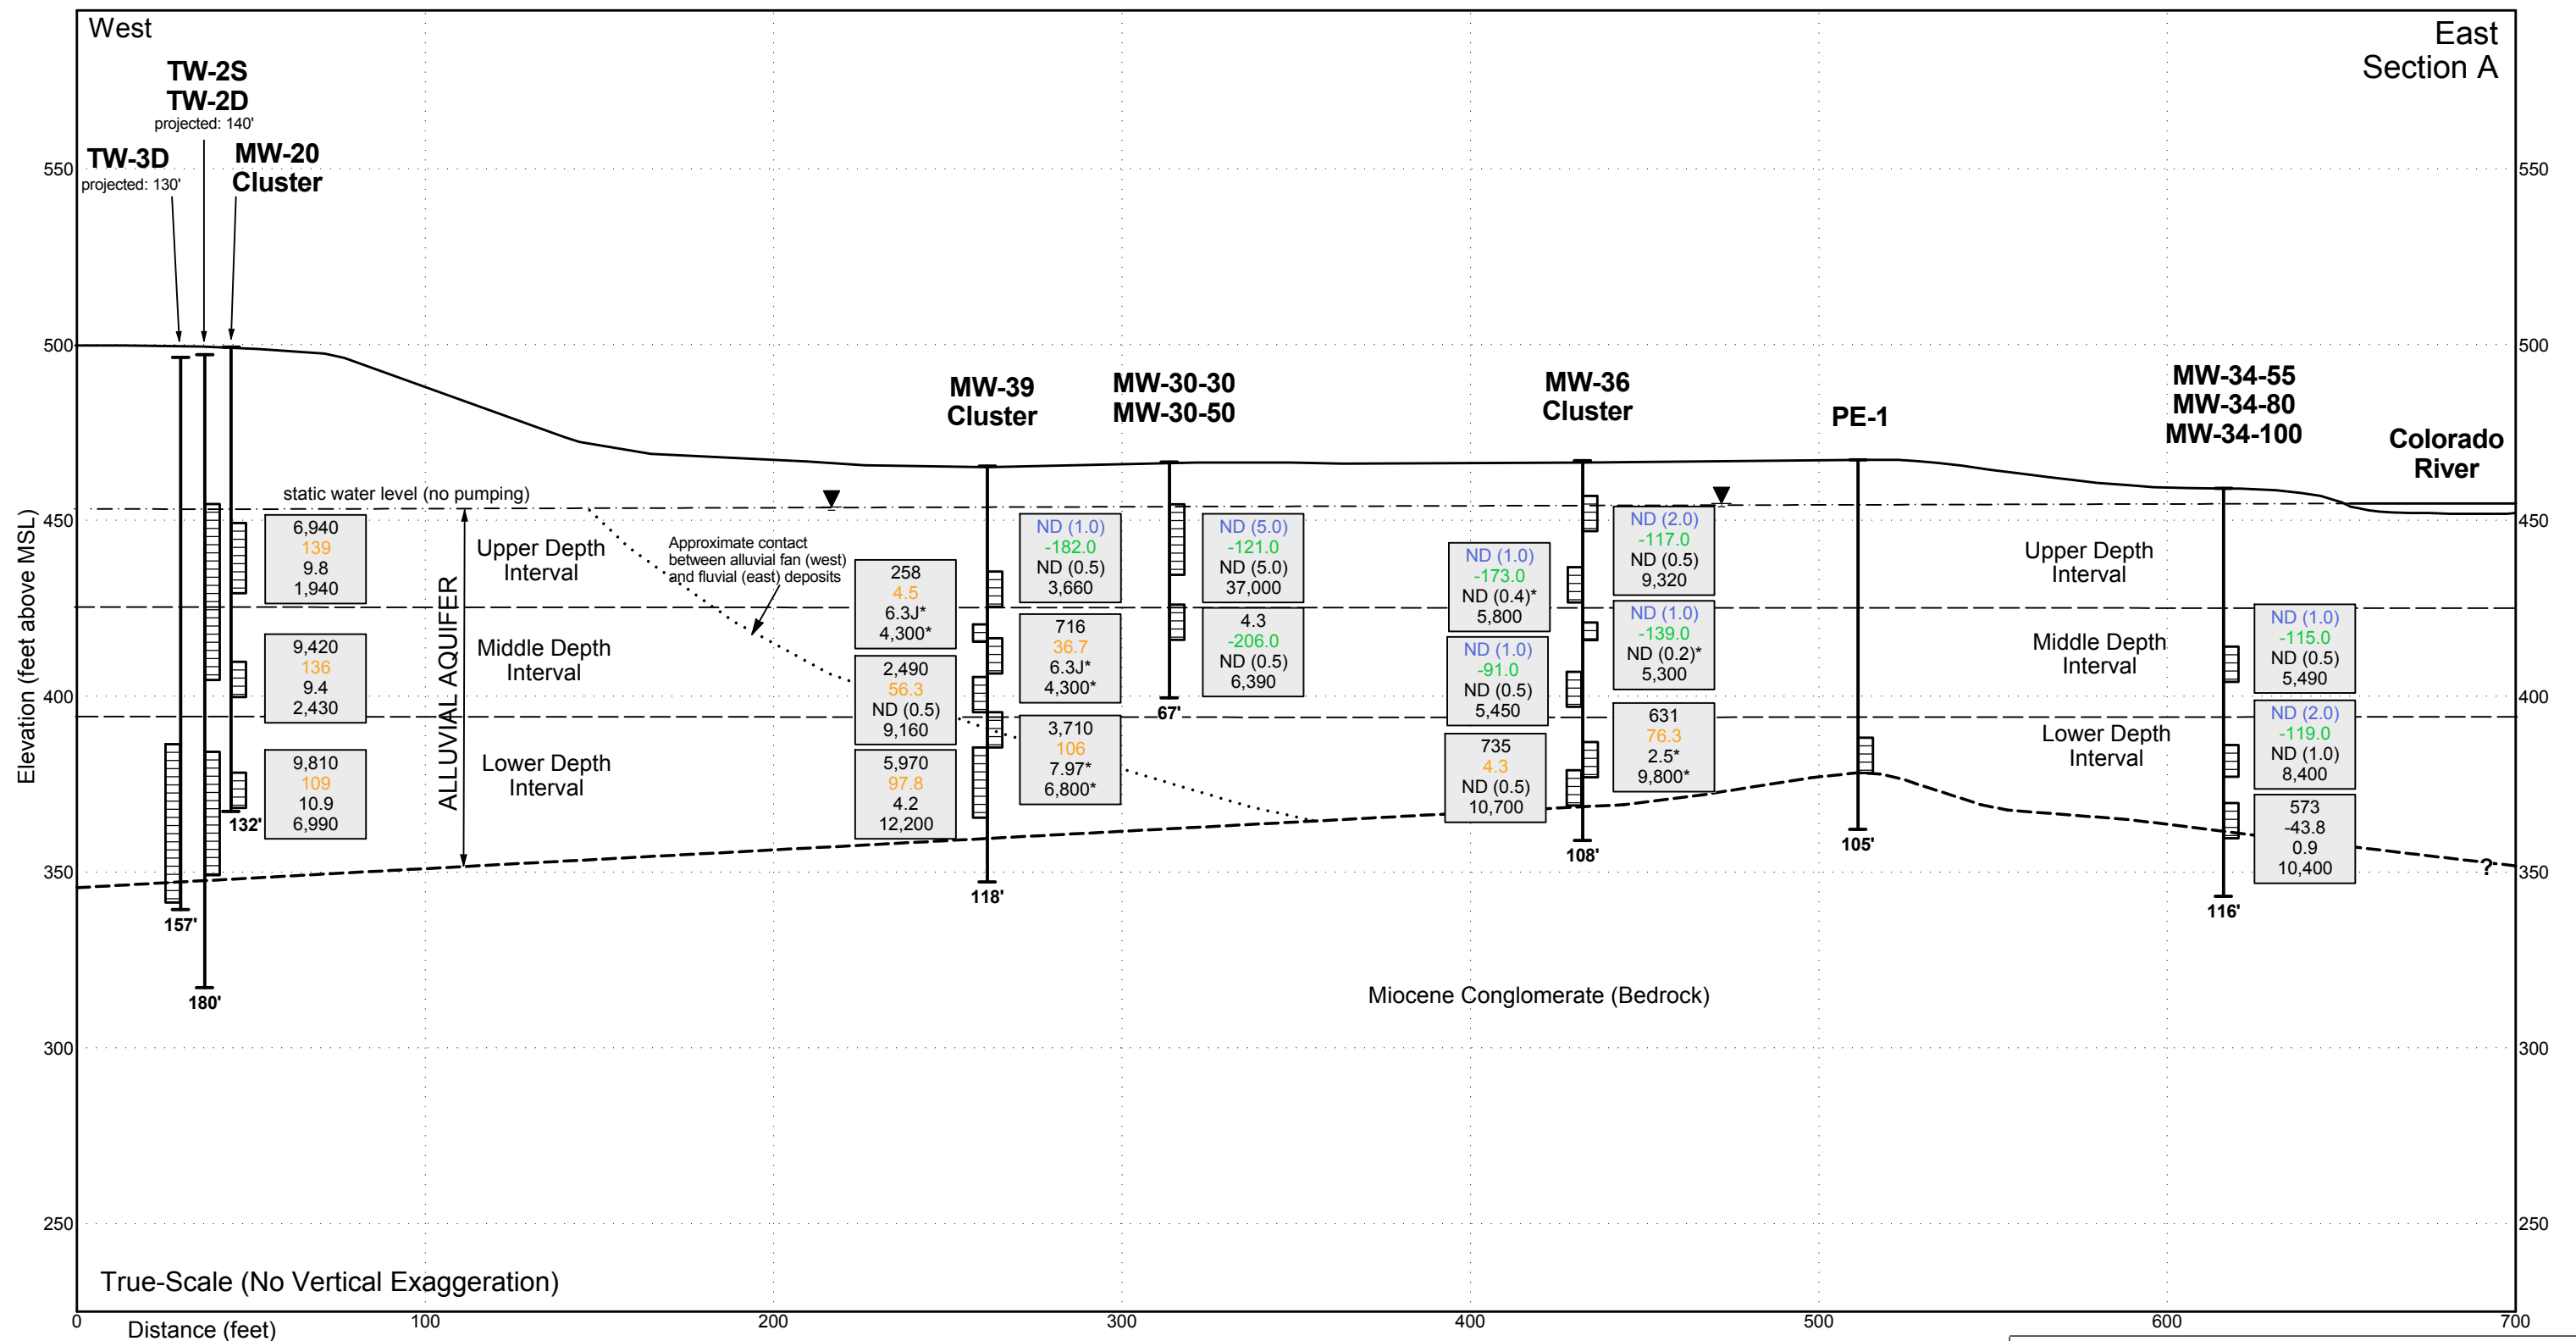 West
East
Section A
TW-2S
TW-2D
projected: 140'
TW-3D
projected: 130'
MW-20
Cluster
550
550
500
500
MW-39
Cluster
MW-30-30
MW-30-50
MW-36
Cluster
PE-1
MW-34-55
MW-34-80
MW-34-100
Colorado
River
Elevation (feet above MSL)
static water level (no pumping)
450
450
6,940
139
9.8
1,940
9,420
136
9.4
2,430
9,810
109
10.9
6,990
132'
157'
180'
ALLUVIAL AQUIFER
Upper Depth
Interval
Middle Depth
Interval
Lower Depth
Interval
Approximate contact
between alluvial fan (west)
and fluvial (east) deposits
258
4.5
6.3J*
4,300*
2,490
56.3
ND (0.5)
9,160
5,970
97.8
4.2
12,200
ND (1.0)
-182.0
ND (0.5)
3,660
716
36.7
6.3J*
4,300*
3,710
106
7.97*
6,800*
118'
ND (5.0)
-121.0
ND (5.0)
37,000
4.3
-206.0
ND (0.5)
6,390
67'
ND (1.0)
-173.0
ND (0.4)*
5,800
ND (1.0)
-91.0
ND (0.5)
5,450
735
4.3
ND (0.5)
10,700
ND (2.0)
-117.0
ND (0.5)
9,320
ND (1.0)
-139.0
ND (0.2)*
5,300
631
76.3
2.5*
9,800*
108'
105'
Upper Depth
Interval
Middle Depth
Interval
Lower Depth
Interval
ND (1.0)
-115.0
ND (0.5)
5,490
ND (2.0)
-119.0
ND (1.0)
8,400
573
-43.8
0.9
10,400
116'
?
400
400
350
350
Miocene Conglomerate (Bedrock)
300
300
250
250
True-Scale (No Vertical Exaggeration)
0
100
200
300
400
500
600
700
Distance (feet)